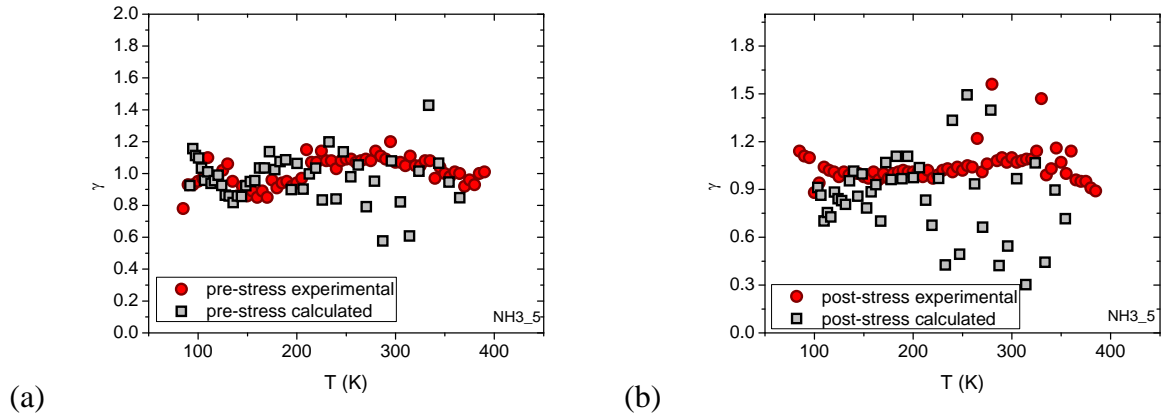 2.0
1.8
1.6
1.4
1.2
1.0
0.8
0.6
0.4
0.2
0.0
γ
pre-stress experimental
pre-stress calculated
NH3_5
100 200 300 400
T (K)
(a)
1.8
1.5
1.2
0.9
0.6
0.3
0.0
γ
post-stress experimental
post-stress calculated
NH3_5
100 200 300 400
T (K)
(b)